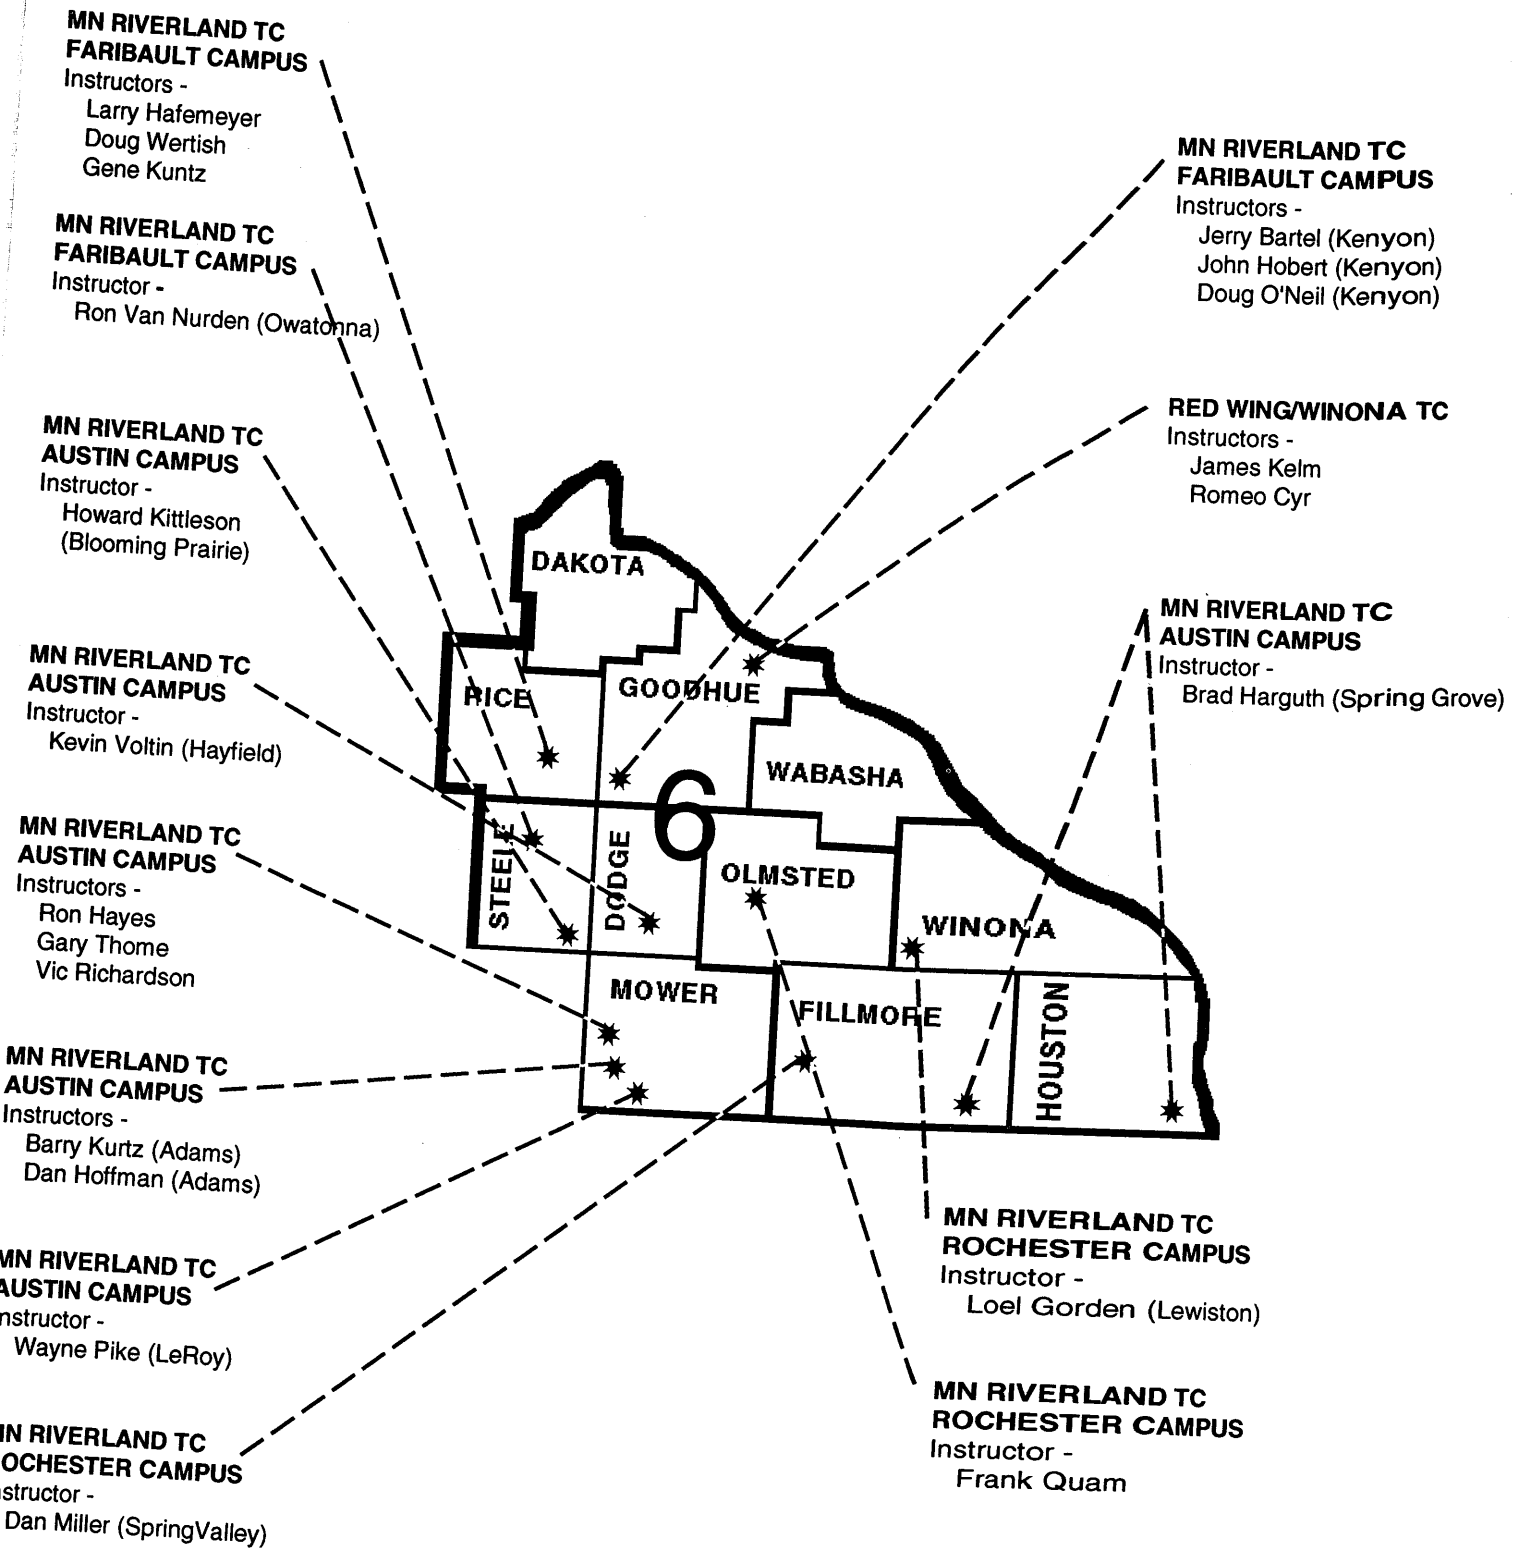 MN RIVERLAND TC
FARIBAULT CAMPUS
Instructors -
Larry Hafemeyer
Doug Wertish
Gene Kuntz
MN RIVERLAND TC
FARIBAULT CAMPUS
Instructor -
Ron Van Nurden (Owatonna)
MN RIVERLAND TC
AUSTIN CAMPUS
Instructor -
Howard Kittleson
(Blooming Prairie)
MN RIVERLAND TC
AUSTIN CAMPUS
Instructor -
Kevin Voltin (Hayfield)
MN RIVERLAND TC
AUSTIN CAMPUS
Instructors -
Ron Hayes
Gary Thome
Vic Richardson
MN RIVERLAND TC
AUSTIN CAMPUS
Instructors -
Barry Kurtz (Adams)
Dan Hoffman (Adams)
MN RIVERLAND TC
AUSTIN CAMPUS
nstructor -
Wayne Pike (LeRoy)
IN RIVERLAND TC
OCHESTER CAMPUS
structor -
Dan Miller (SpringValley)
DAKOTA
RICE
GOODHUE
WABASHA
6
STEELE
DODGE
OLMSTED
WINONA
MOWER
FILLMORE
HOUSTON
MN RIVERLAND TC
FARIBAULT CAMPUS
Instructors -
Jerry Bartel (Kenyon)
John Hobert (Kenyon)
Doug O'Neil (Kenyon)
RED WING/WINONA TC
Instructors -
James Kelm
Romeo Cyr
MN RIVERLAND TC
AUSTIN CAMPUS
Instructor -
Brad Harguth (Spring Grove)
MN RIVERLAND TC
ROCHESTER CAMPUS
Instructor -
Loel Gorden (Lewiston)
MN RIVERLAND TC
ROCHESTER CAMPUS
Instructor -
Frank Quam